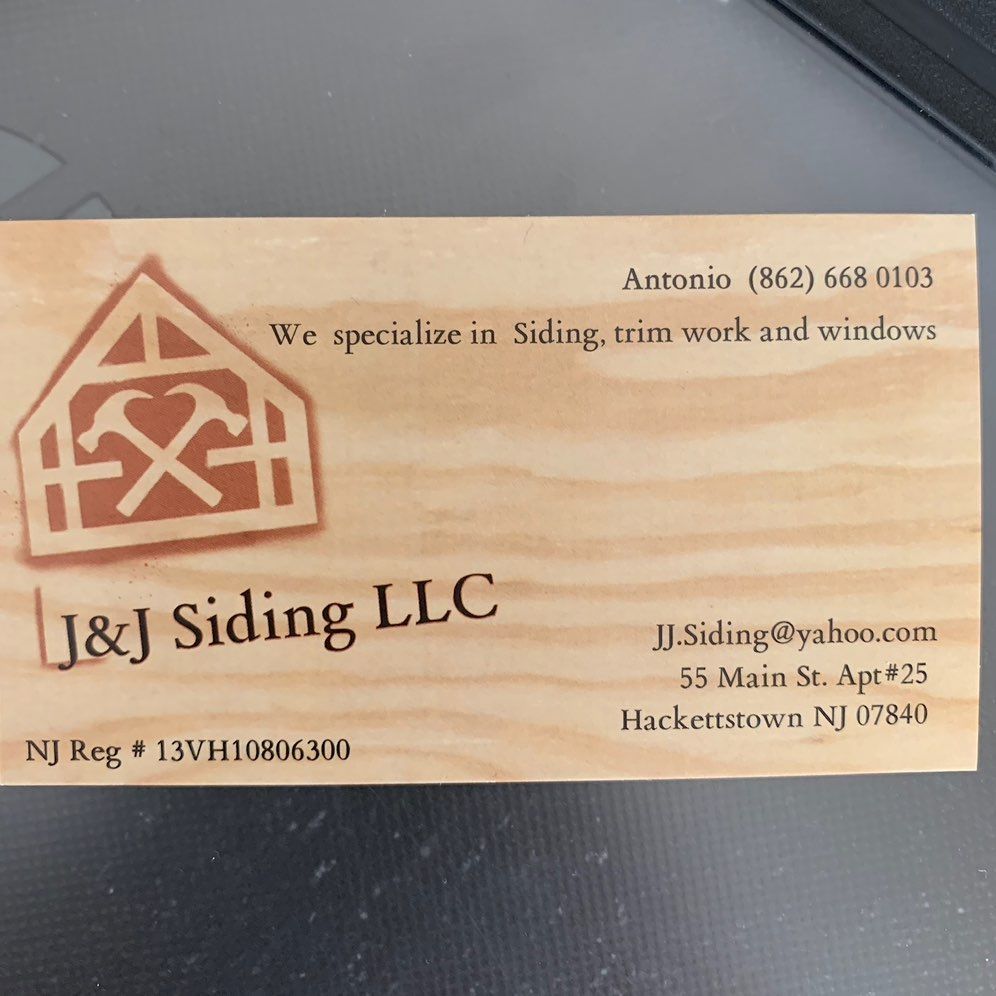 Antonio (862) 668 0103
We specialize in Siding, trim work and windows
J&J Siding LLC
JJ.Siding@yahoo.com
55 Main St. Apt#25
Hackettstown NJ 07840
NJ Reg # 13VH10806300